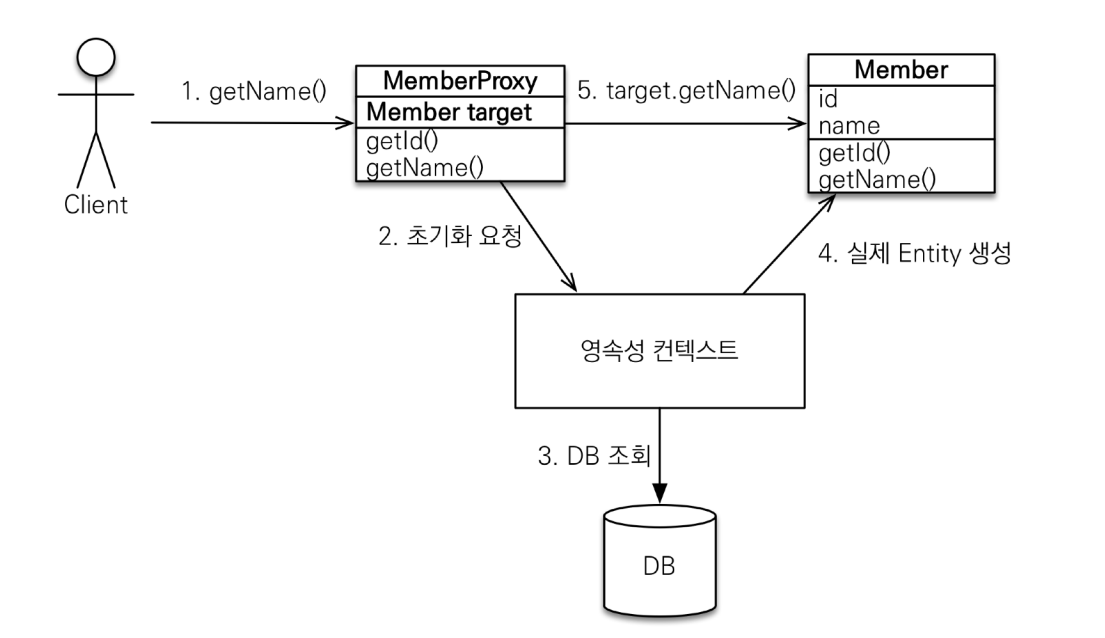 1. getName()
MemberProxy
Member target
getId()
getName()
5. target.getName()
Member
id
name
getId()
getName()
Client
2. 초기화 요청
4. 실제 Entity 생성
영속성 컨텍스트
3. DB 조회
DB